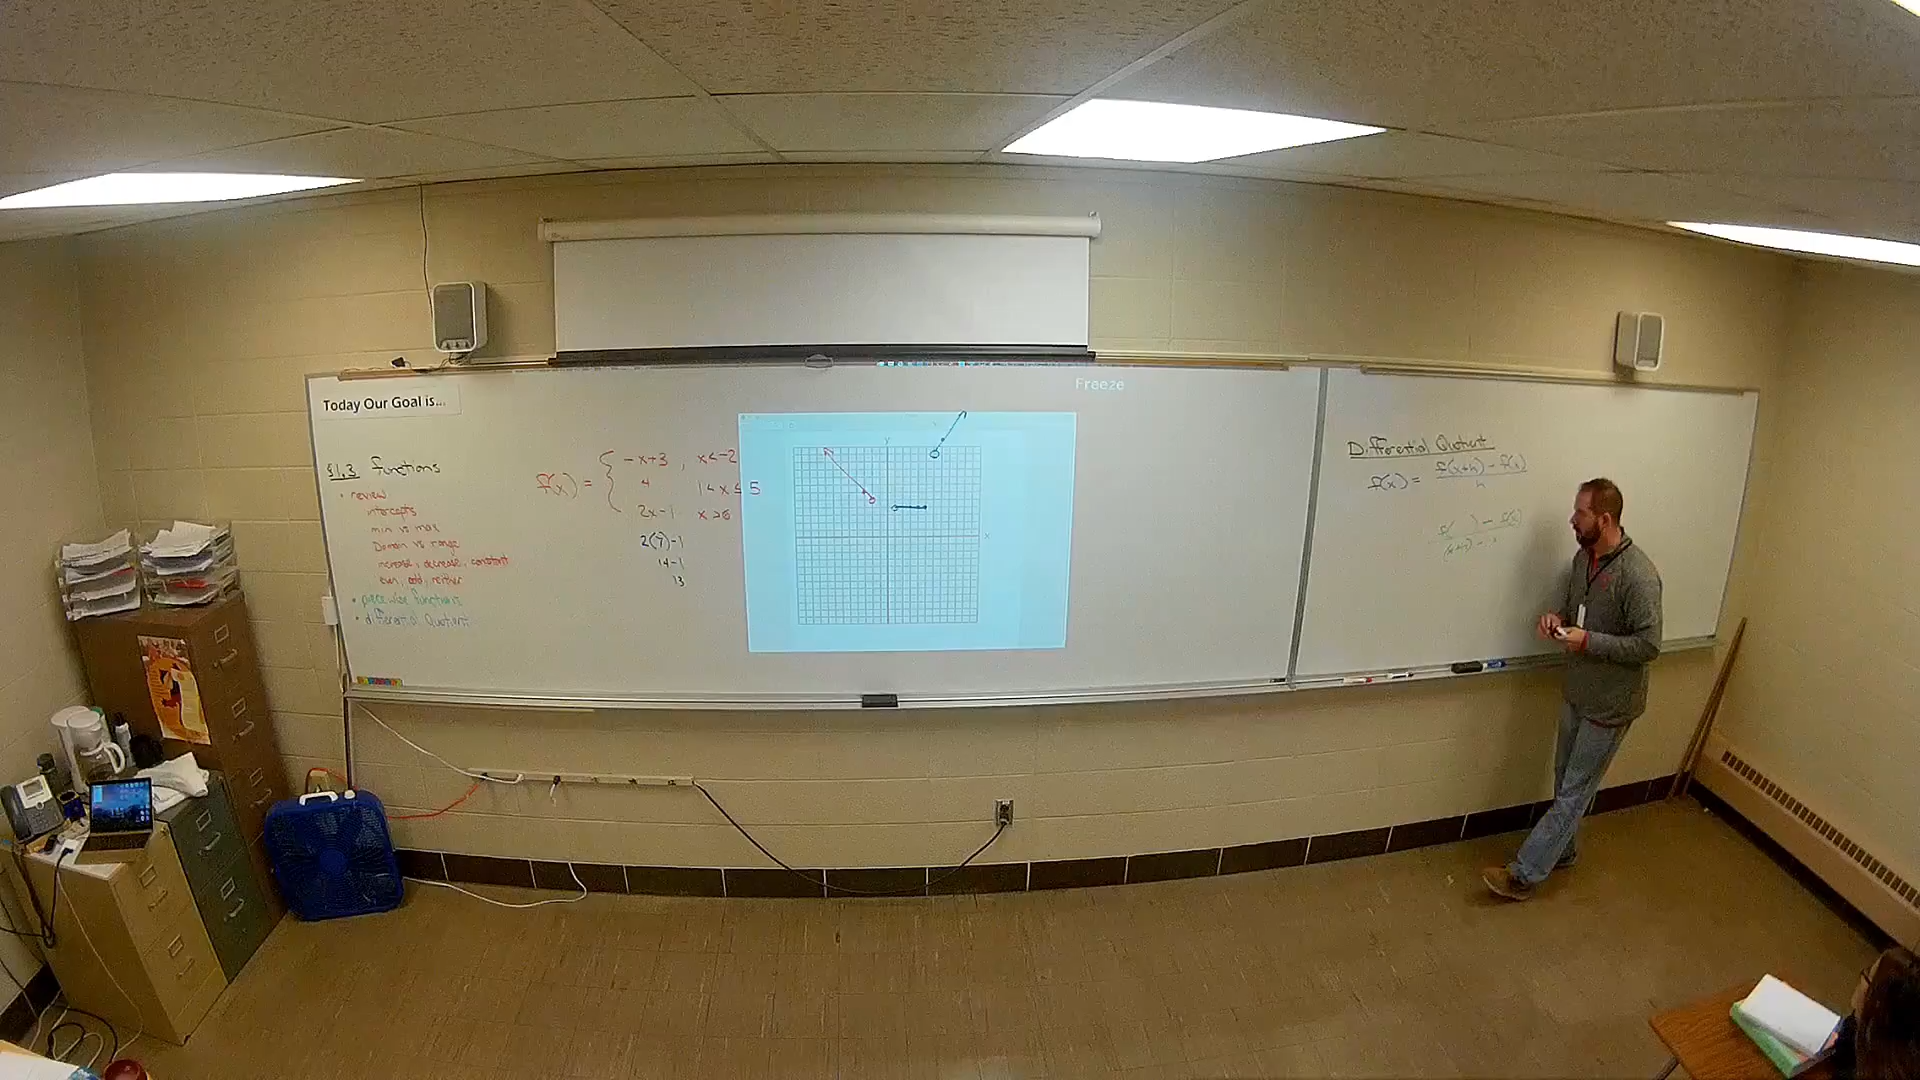 Freeze
Today Our Goal is...
§1.3 functions
• review
intercepts
min vs max
Domain vs range
increase, decrease, constant
even, odd, neither
• piecewise functions
• differential Quotient
f(x) = { -x+3 , x<-2
4 1<x≤5
2x-1 x>6
2(7)-1
14-1
13
y
x
Differential Quotient
f(x) = f(x+h) - f(x)
h
) - f(x)